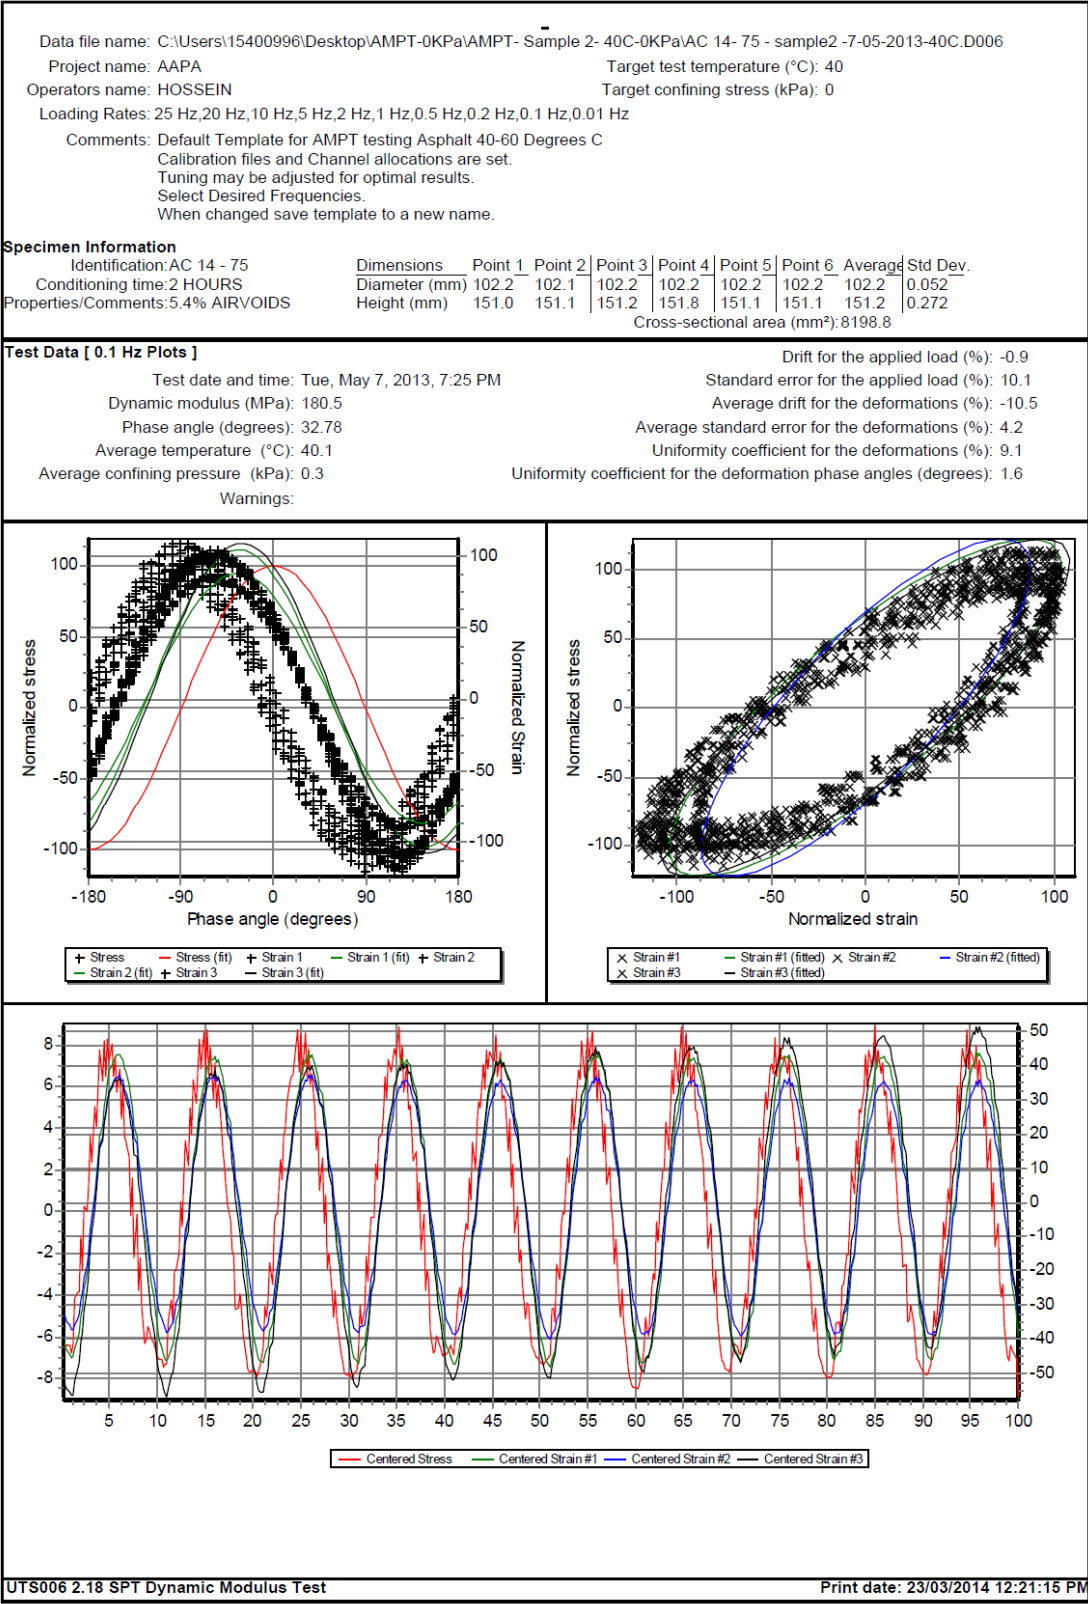 Data file name: C:\Users\15400996\Desktop\AMPT-0KPa\AMPT- Sample 2- 40C-0KPa\AC 14- 75 - sample2 -7-05-2013-40C.D006
Project name: AAPA Target test temperature (°C): 40
Operators name: HOSSEIN Target confining stress (kPa): 0
Loading Rates: 25 Hz,20 Hz,10 Hz,5 Hz,2 Hz,1 Hz,0.5 Hz,0.2 Hz,0.1 Hz,0.01 Hz
Comments: Default Template for AMPT testing Asphalt 40-60 Degrees C
Calibration files and Channel allocations are set.
Tuning may be adjusted for optimal results.
Select Desired Frequencies.
When changed save template to a new name.
Specimen Information
Identification:AC 14 - 75 Dimensions Point 1 Point 2 Point 3 Point 4 Point 5 Point 6 Average Std Dev.
Conditioning time:2 HOURS Diameter (mm) 102.2 102.1 102.2 102.2 102.2 102.2 102.2 0.052
Properties/Comments:5.4% AIRVOIDS Height (mm) 151.0 151.1 151.2 151.8 151.1 151.1 151.2 0.272
Cross-sectional area (mm²):8198.8
Test Data [ 0.1 Hz Plots ] Drift for the applied load (%): -0.9
Test date and time: Tue, May 7, 2013, 7:25 PM Standard error for the applied load (%): 10.1
Dynamic modulus (MPa): 180.5 Average drift for the deformations (%): -10.5
Phase angle (degrees): 32.78 Average standard error for the deformations (%): 4.2
Average temperature (°C): 40.1 Uniformity coefficient for the deformations (%): 9.1
Average confining pressure (kPa): 0.3 Uniformity coefficient for the deformation phase angles (degrees): 1.6
Warnings:
Normalized stress
100
50
0
-50
-100
100
50
0
-50
-100
Normalized Strain
-180 -90 0 90 180
Phase angle (degrees)
Stress Stress (fit) Strain 1 Strain 1 (fit) Strain 2
Strain 2 (fit) Strain 3 Strain 3 (fit)
Normalized stress
100
50
0
-50
-100
-100 -50 0 50 100
Normalized strain
Strain #1 Strain #1 (fitted) Strain #2 Strain #2 (fitted)
Strain #3 Strain #3 (fitted)
8
6
4
2
0
-2
-4
-6
-8
50
40
30
20
10
0
-10
-20
-30
-40
-50
5 10 15 20 25 30 35 40 45 50 55 60 65 70 75 80 85 90 95 100
Centered Stress Centered Strain #1 Centered Strain #2 Centered Strain #3
UTS006 2.18 SPT Dynamic Modulus Test Print date: 23/03/2014 12:21:15 PM